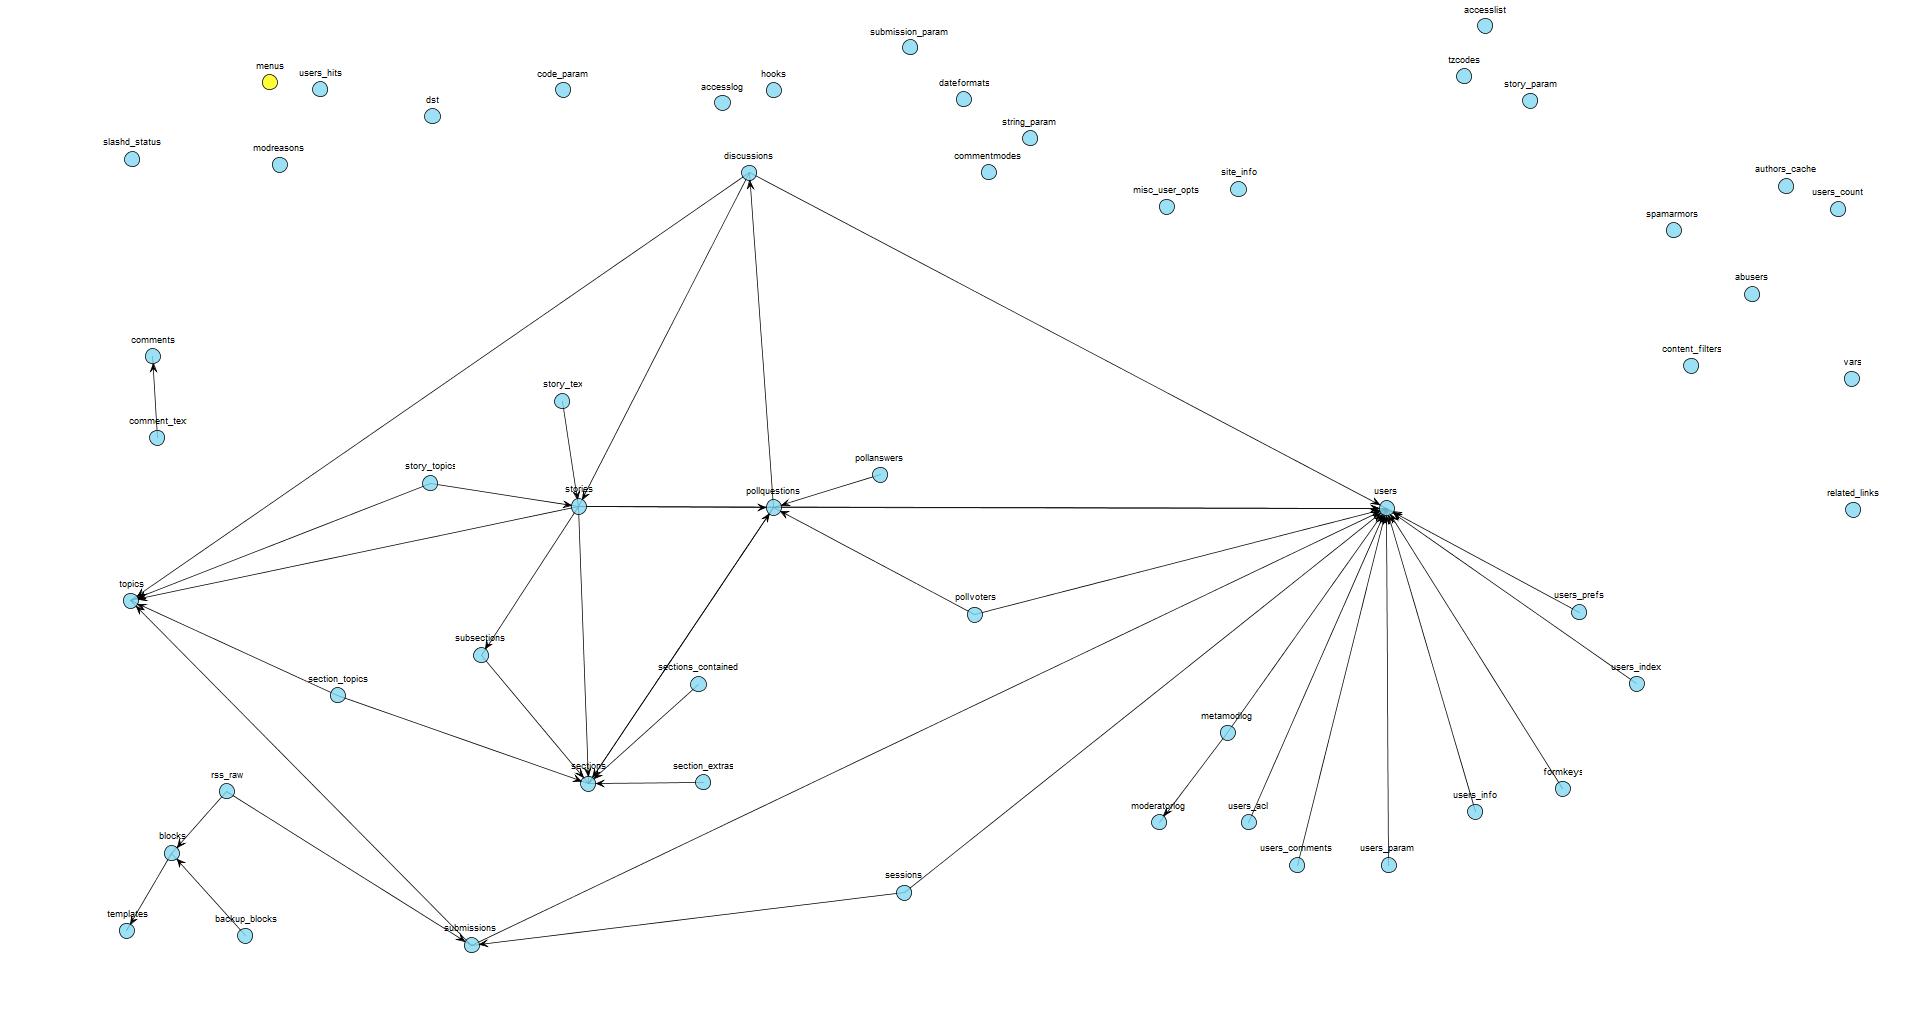 accesslist
submission_param
tzcodes
menus
users_hits
code_param
hooks
accesslog
dateformats
story_param
dst
string_param
slashd_status
modreasons
discussions
commentmodes
site_info
authors_cache
misc_user_opts
users_count
spamarmors
abusers
comments
content_filters
vars
story_tex
comment_tex
pollanswers
story_topics
stories
pollquestions
users
related_links
topics
users_prefs
pollvoters
subsections
sections_contained
users_index
section_topics
metamodlog
sections
section_extras
rss_raw
formkeys
users_info
moderatorlog
users_acl
blocks
users_comments
users_param
sessions
templates
backup_blocks
submissions